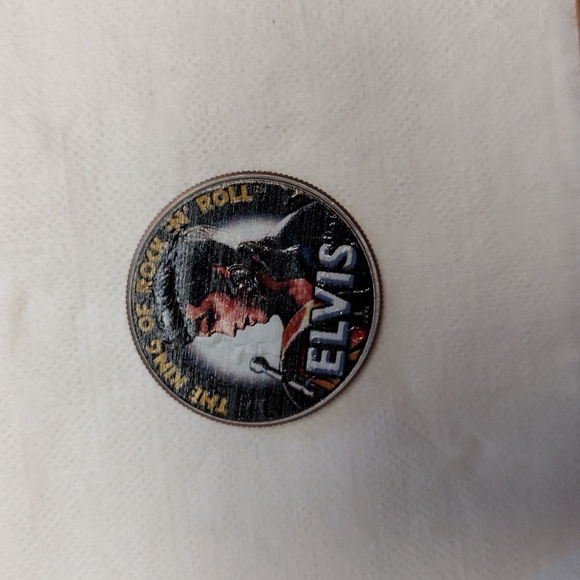 THE KING OF ROCK 'N' ROLL
ELVIS